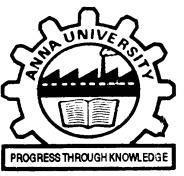 ANNA UNIVERSITY
PROGRESS THROUGH KNOWLEDGE